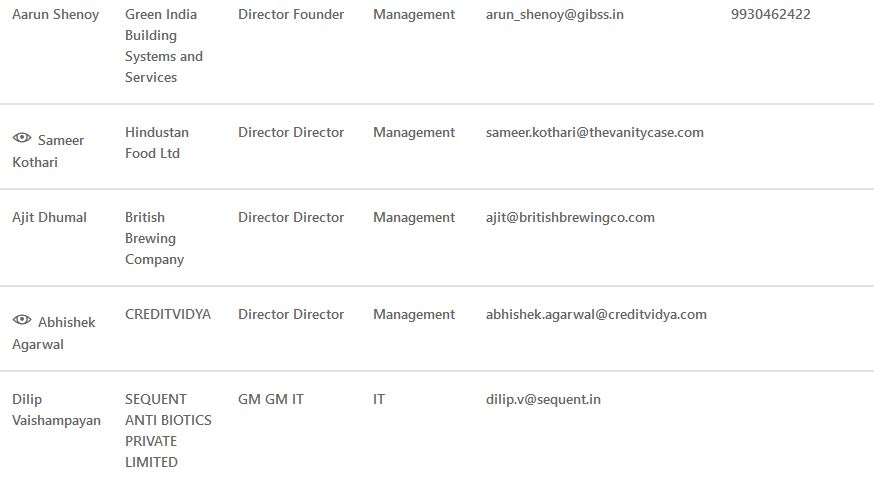 Aarun Shenoy Green India Director Founder Management arun_shenoy@gibss.in 9930462422
Building
Systems and
Services
Sameer Hindustan Director Director Management sameer.kothari@thevanitycase.com
Kothari Food Ltd
Ajit Dhumal British Director Director Management ajit@britishbrewingco.com
Brewing
Company
Abhishek CREDITVIDYA Director Director Management abhishek.agarwal@creditvidya.com
Agarwal
Dilip SEQUENT GM GM IT IT dilip.v@sequent.in
Vaishampayan ANTI BIOTICS
PRIVATE
LIMITED